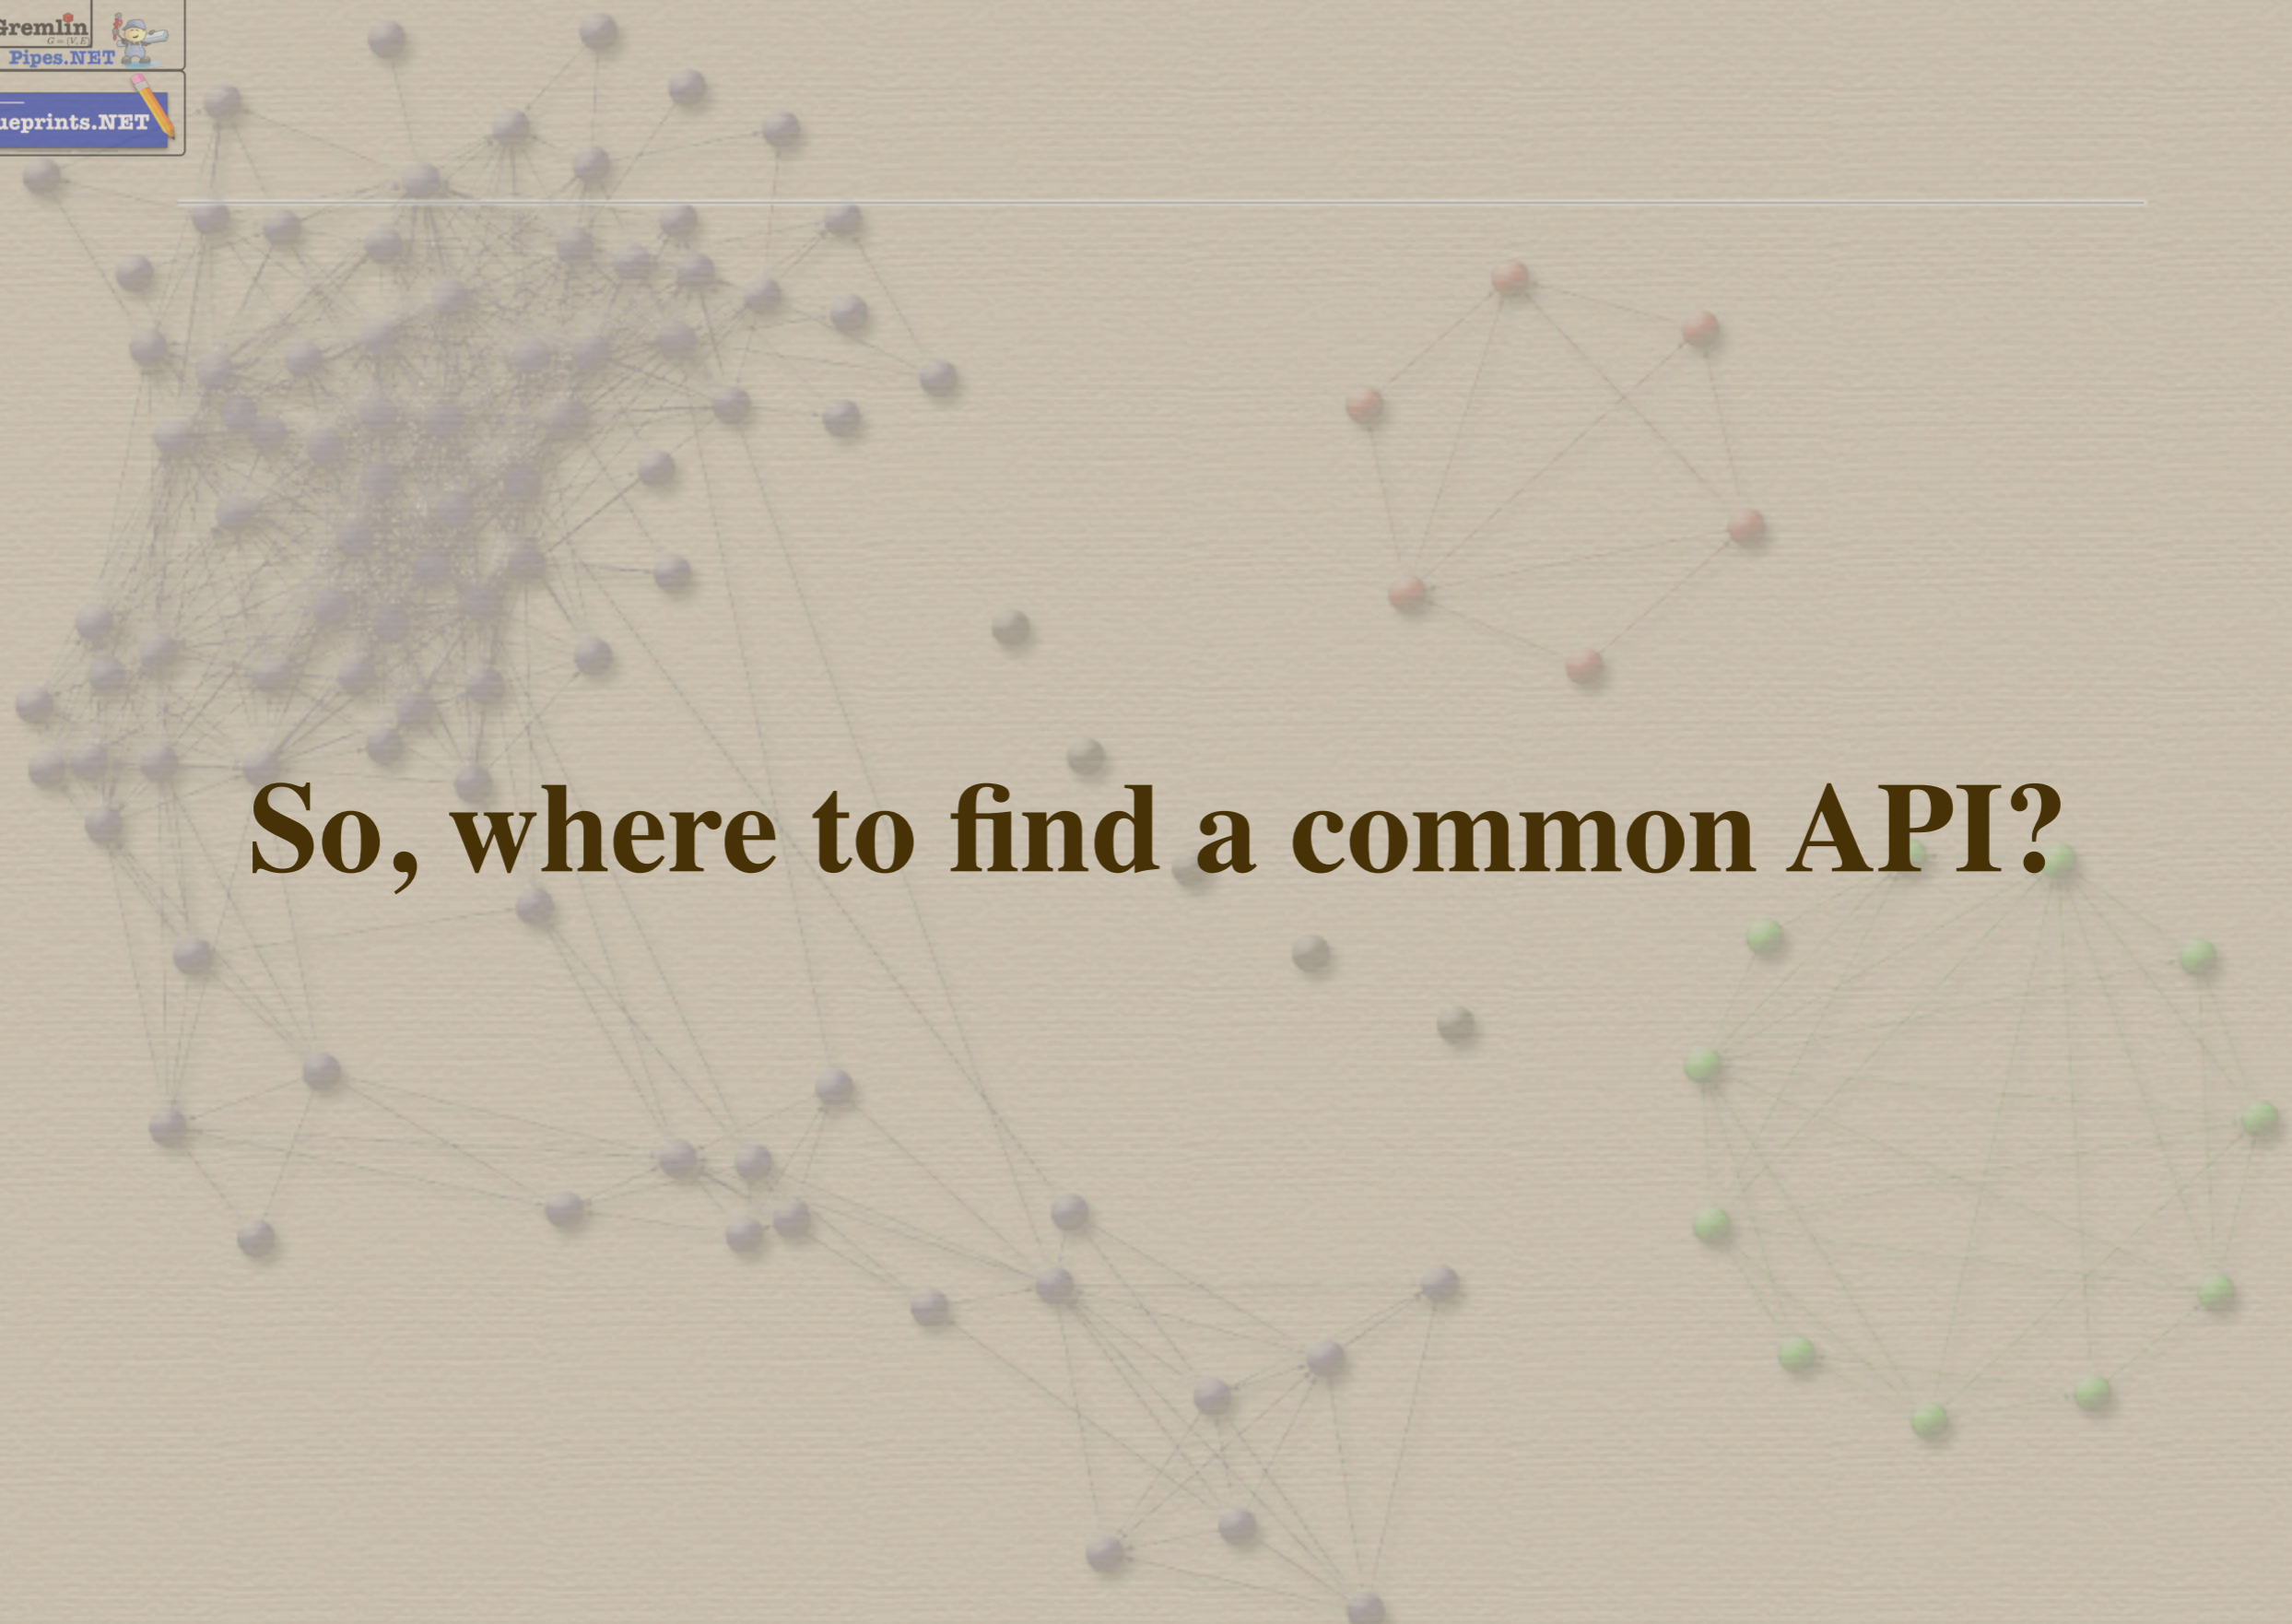 Gremlin
G = (V, E)
Pipes.NET
ueprints.NET
So, where to find a common API?